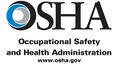 OSHA
Occupational Safety
and Health Administration
www.osha.gov